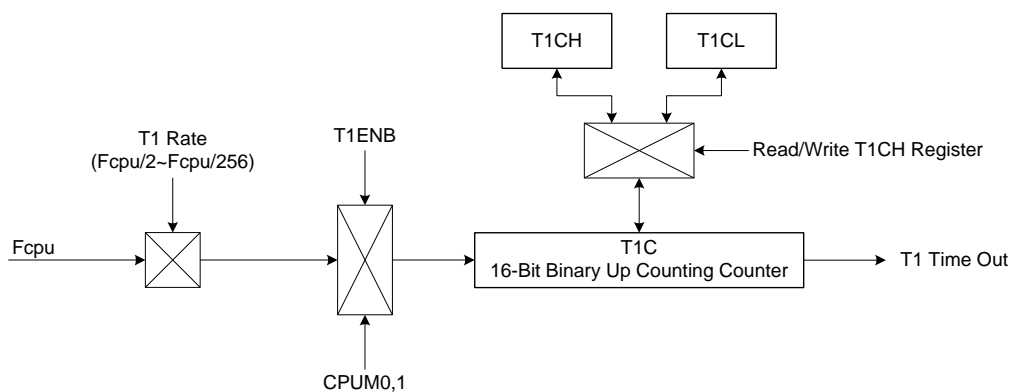 T1CH
T1CL
T1 Rate
(Fcpu/2~Fcpu/256)
T1ENB
Read/Write T1CH Register
Fcpu
T1C
16-Bit Binary Up Counting Counter
T1 Time Out
CPUM0,1